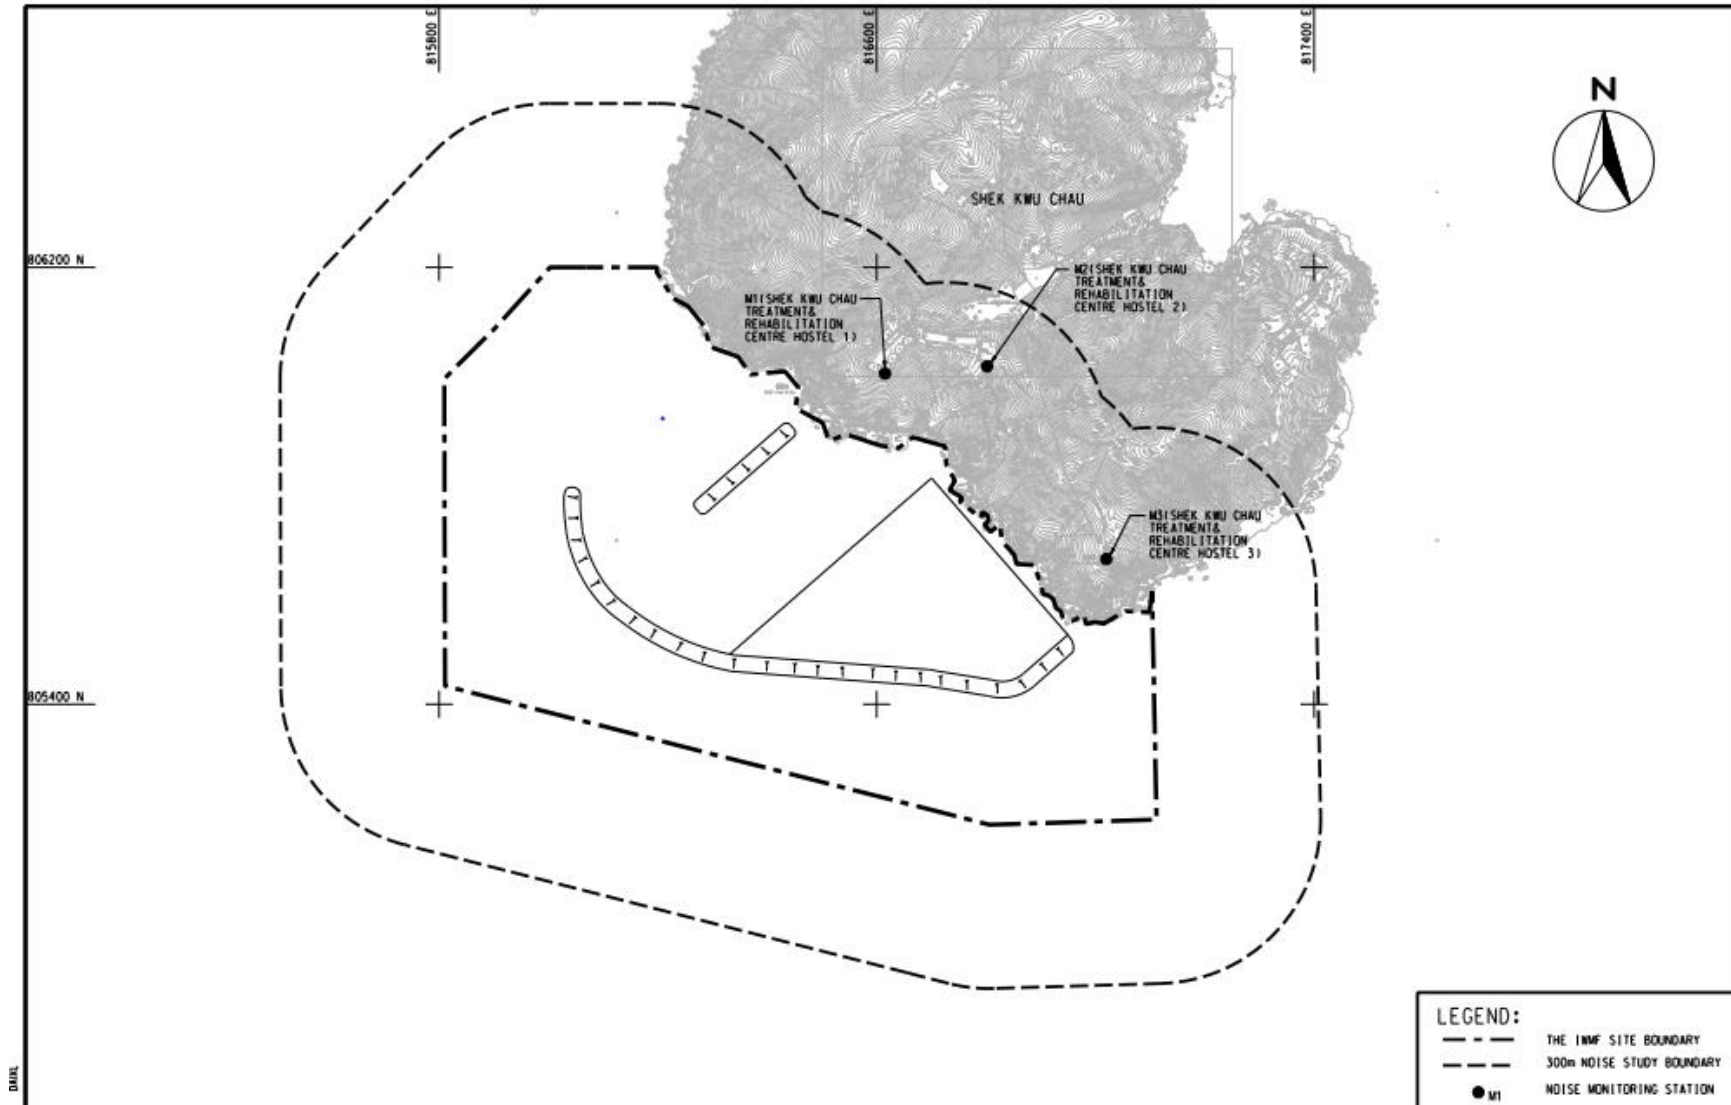 815800 E
816600 E
817400 E
N
SHEK KWU CHAU
806200 N
M1(SHEK KWU CHAU
TREATMENT&
REHABILITATION
CENTRE HOSTEL 1)
M2(SHEK KWU CHAU
TREATMENT&
REHABILITATION
CENTRE HOSTEL 2)
M3(SHEK KWU CHAU
TREATMENT&
REHABILITATION
CENTRE HOSTEL 3)
805400 N
LEGEND:
THE IWMF SITE BOUNDARY
300m NOISE STUDY BOUNDARY
M1 NOISE MONITORING STATION